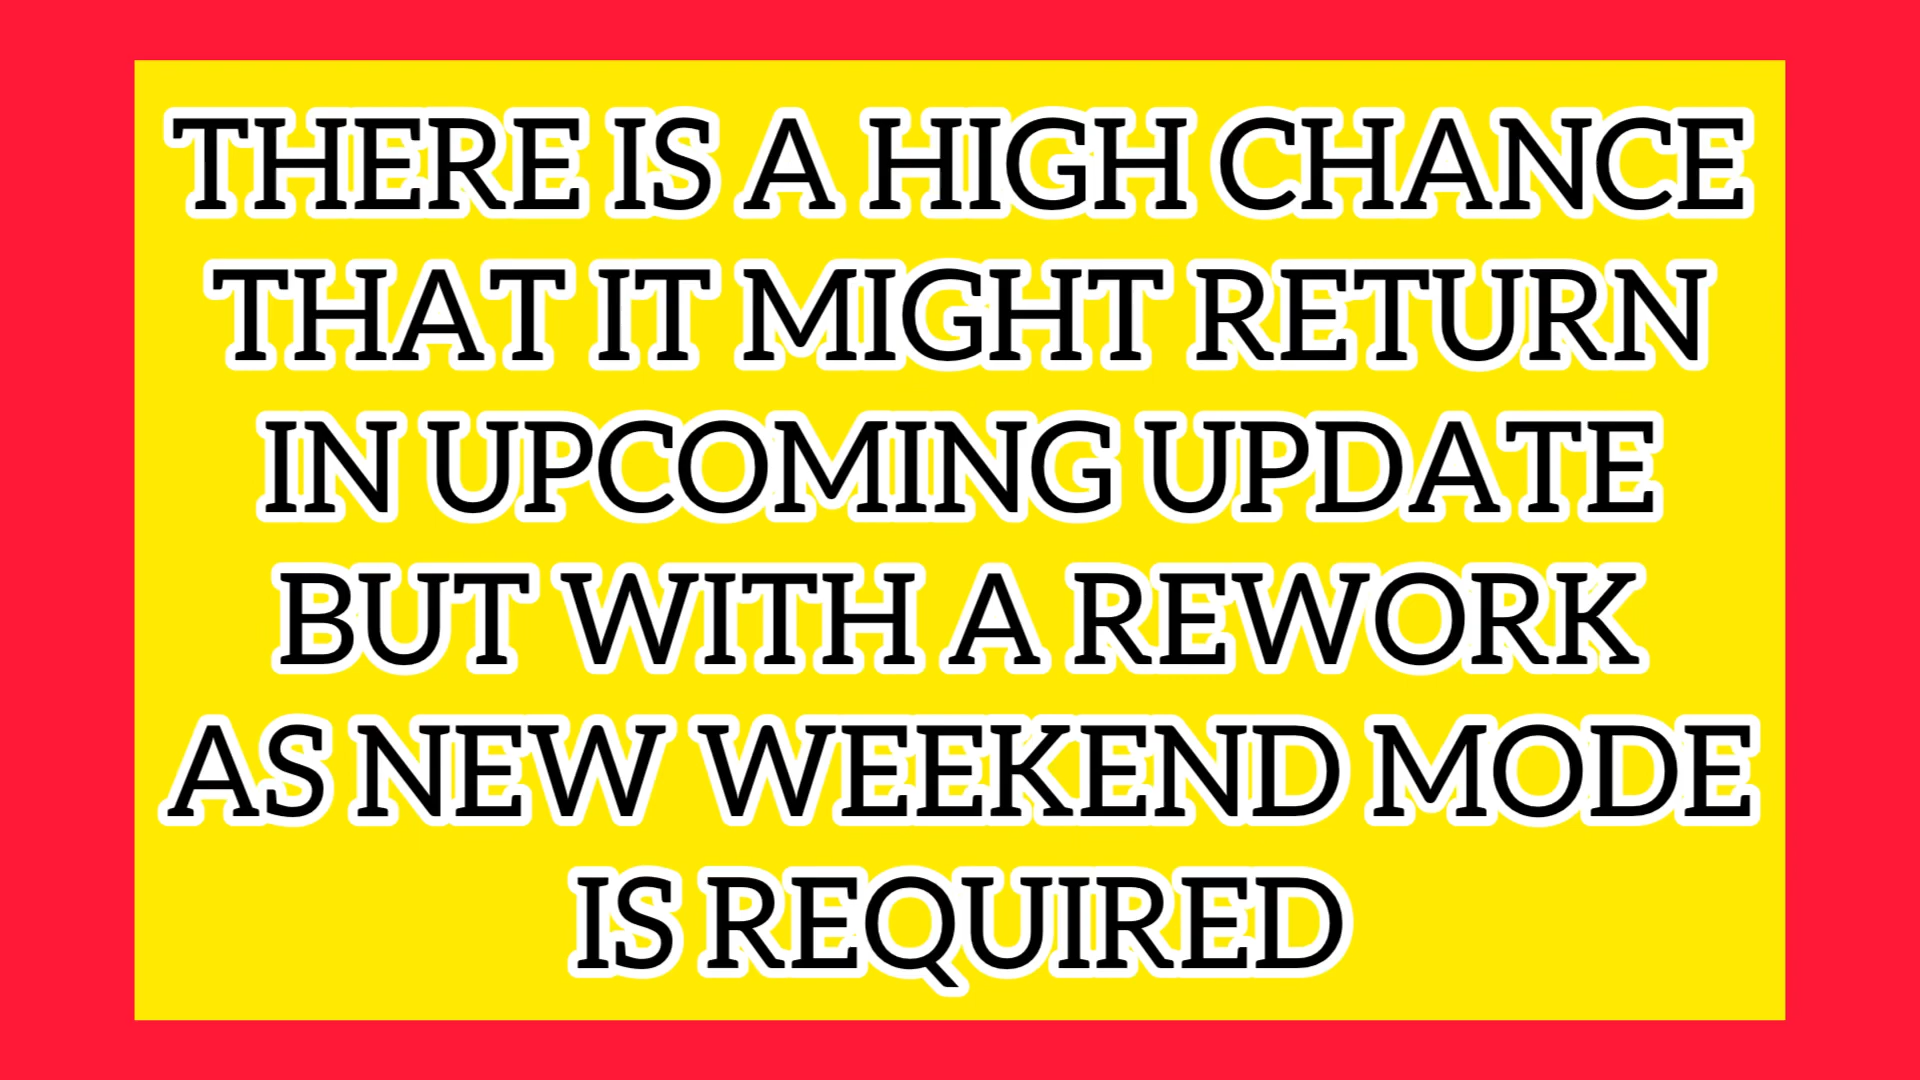 THERE IS A HIGH CHANCE
THAT IT MIGHT RETURN
IN UPCOMING UPDATE
BUT WITH A REWORK
AS NEW WEEKEND MODE
IS REQUIRED